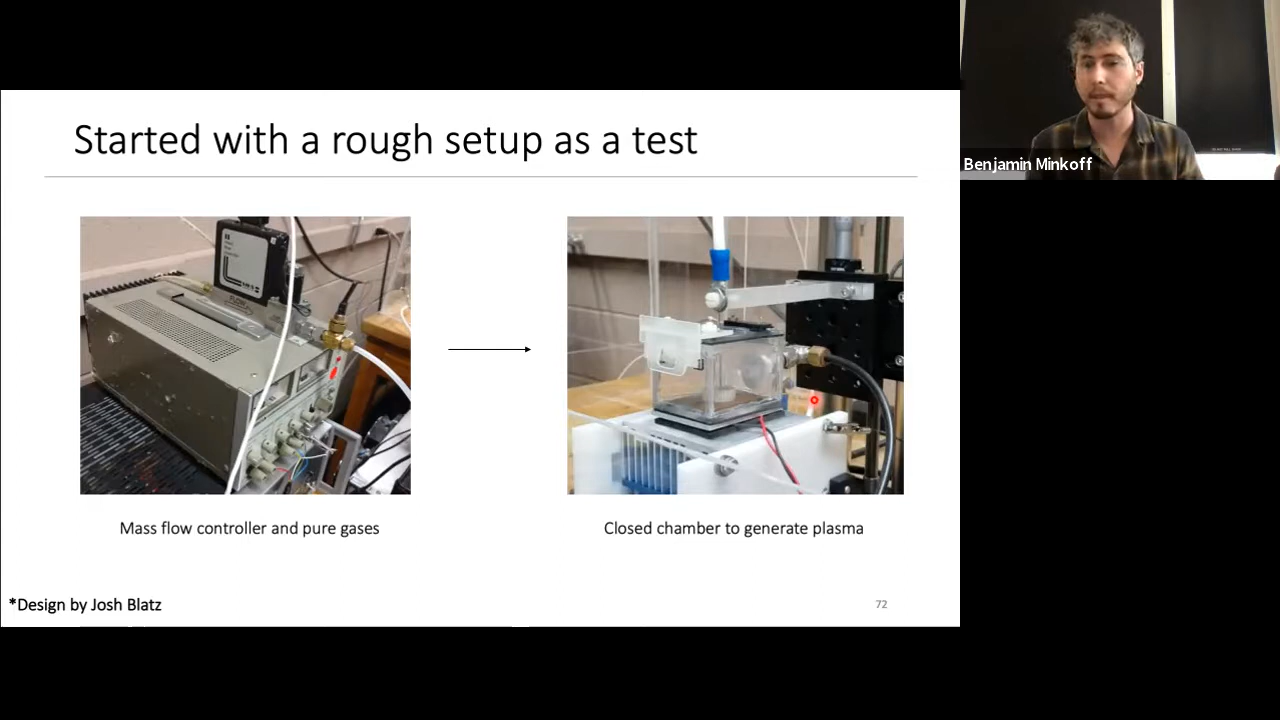 Started with a rough setup as a test
Benjamin Minkoff
Mass flow controller and pure gases
Closed chamber to generate plasma
*Design by Josh Blatz
72